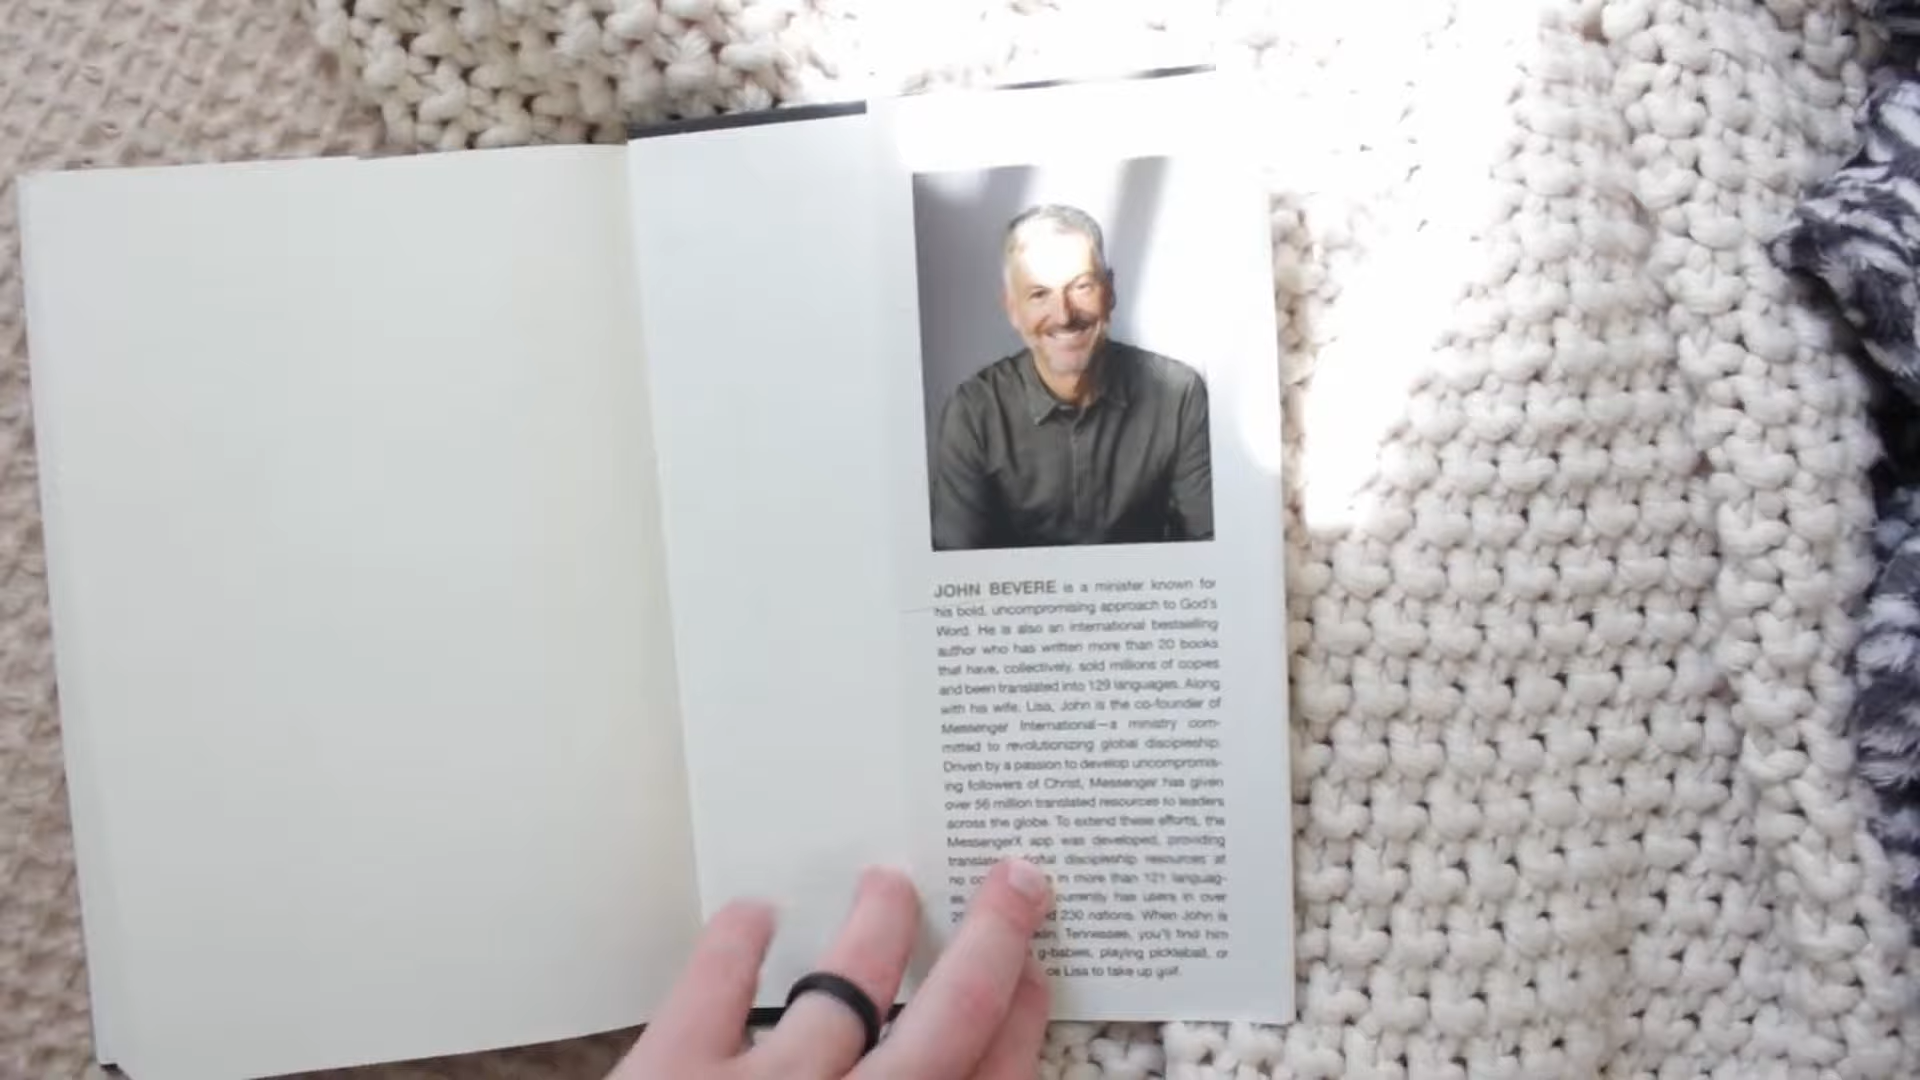 JOHN BEVERE is a minister known for
his bold, uncompromising approach to God's
Word. He is also an international bestselling
author who has written more than 20 books
that have, collectively, sold millions of copies
and been translated into 129 languages. Along
with his wife, Lisa, John is the co-founder of
Messenger International—a ministry com-
mitted to revolutionizing global discipleship.
Driven by a passion to develop uncompromis-
ing followers of Christ, Messenger has given
over 56 million translated resources to leaders
across the globe. To extend these efforts, the
MessengerX app was developed, providing
discipleship resources at
no in more than 121 languag-
es. currently has users in over
230 nations. When John is
Tennessee, you'll find him
g-babies, playing pickleball, or
Lisa to take up golf.